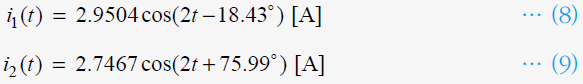 i₁(t) = 2.9504 cos(2t – 18.43°) [A] ⋯ (8)
i₂(t) = 2.7467 cos(2t + 75.99°) [A] ⋯ (9)